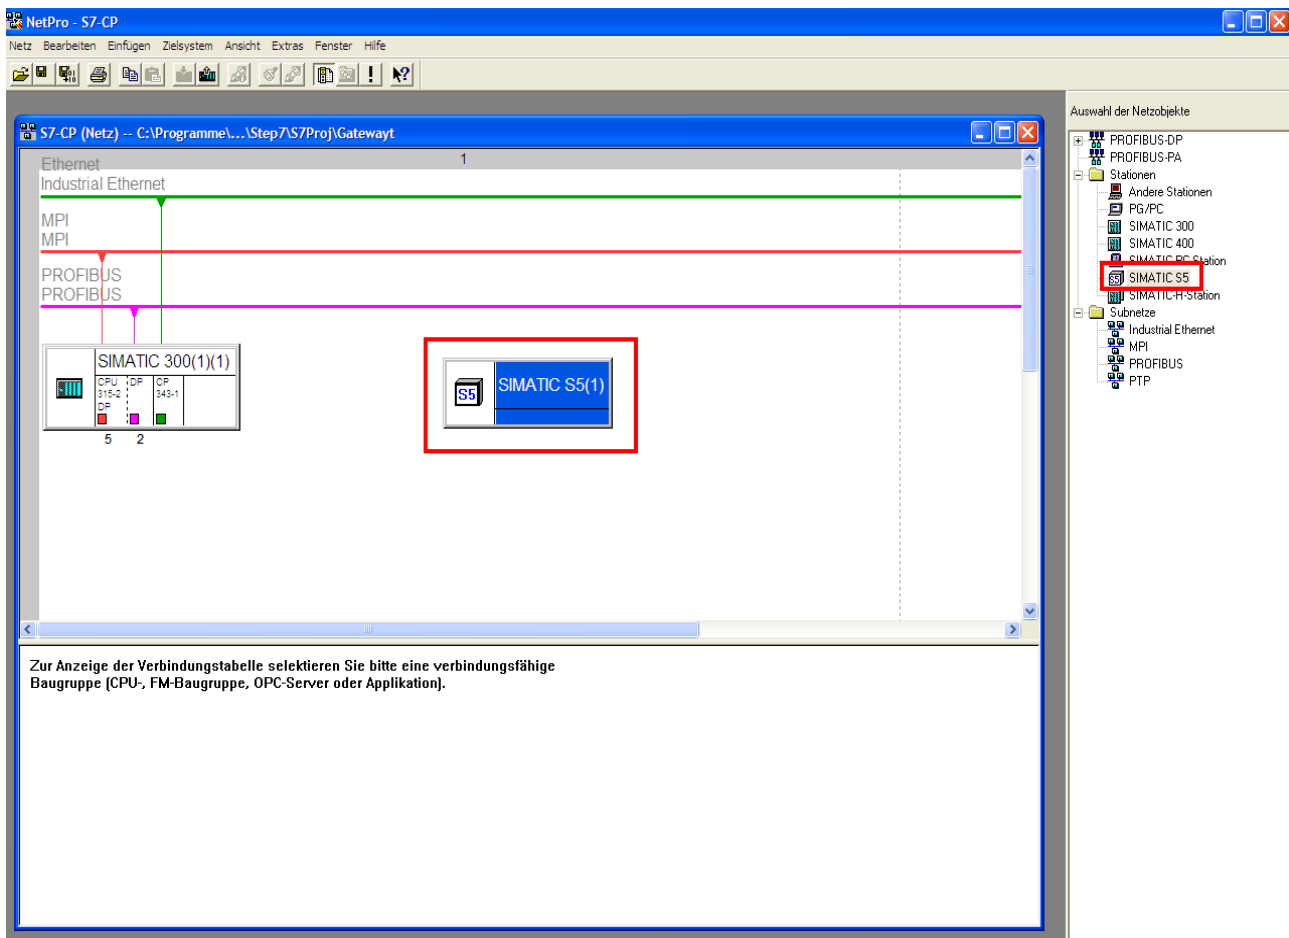 NetPro - S7-CP
Netz Bearbeiten Einfügen Zielsystem Ansicht Extras Fenster Hilfe
S7-CP (Netz) -- C:\Programme\...\Step7\S7Proj\Gatewayt
1
Ethernet
Industrial Ethernet
MPI
MPI
PROFIBUS
PROFIBUS
SIMATIC 300(1)(1)
CPU 315-2 DP
DP
CP 343-1
5 2
S5
SIMATIC S5(1)
Zur Anzeige der Verbindungstabelle selektieren Sie bitte eine verbindungsfähige
Baugruppe (CPU-, FM-Baugruppe, OPC-Server oder Applikation).
Auswahl der Netzobjekte
PROFIBUS-DP
PROFIBUS-PA
Stationen
Andere Stationen
PG/PC
SIMATIC 300
SIMATIC 400
SIMATIC PC Station
S5 SIMATIC S5
SIMATIC-H-Station
Subnetze
Industrial Ethernet
MPI
PROFIBUS
PTP